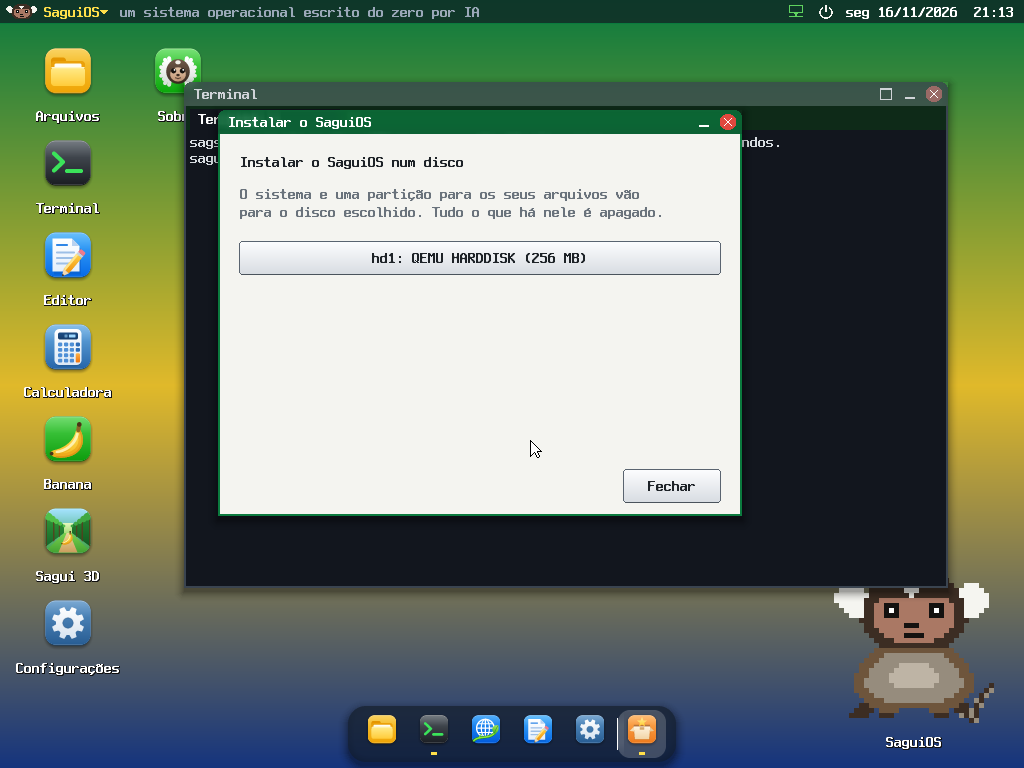 SaguiOS um sistema operacional escrito do zero por IA seg 16/11/2026 21:13
Arquivos
Terminal
Editor
Calculadora
Banana
Sagui 3D
Configurações
Terminal
ndos.
Instalar o SaguiOS
Instalar o SaguiOS num disco
O sistema e uma partição para os seus arquivos vão
para o disco escolhido. Tudo o que há nele é apagado.
hd1: QEMU HARDDISK (256 MB)
Fechar
SaguiOS